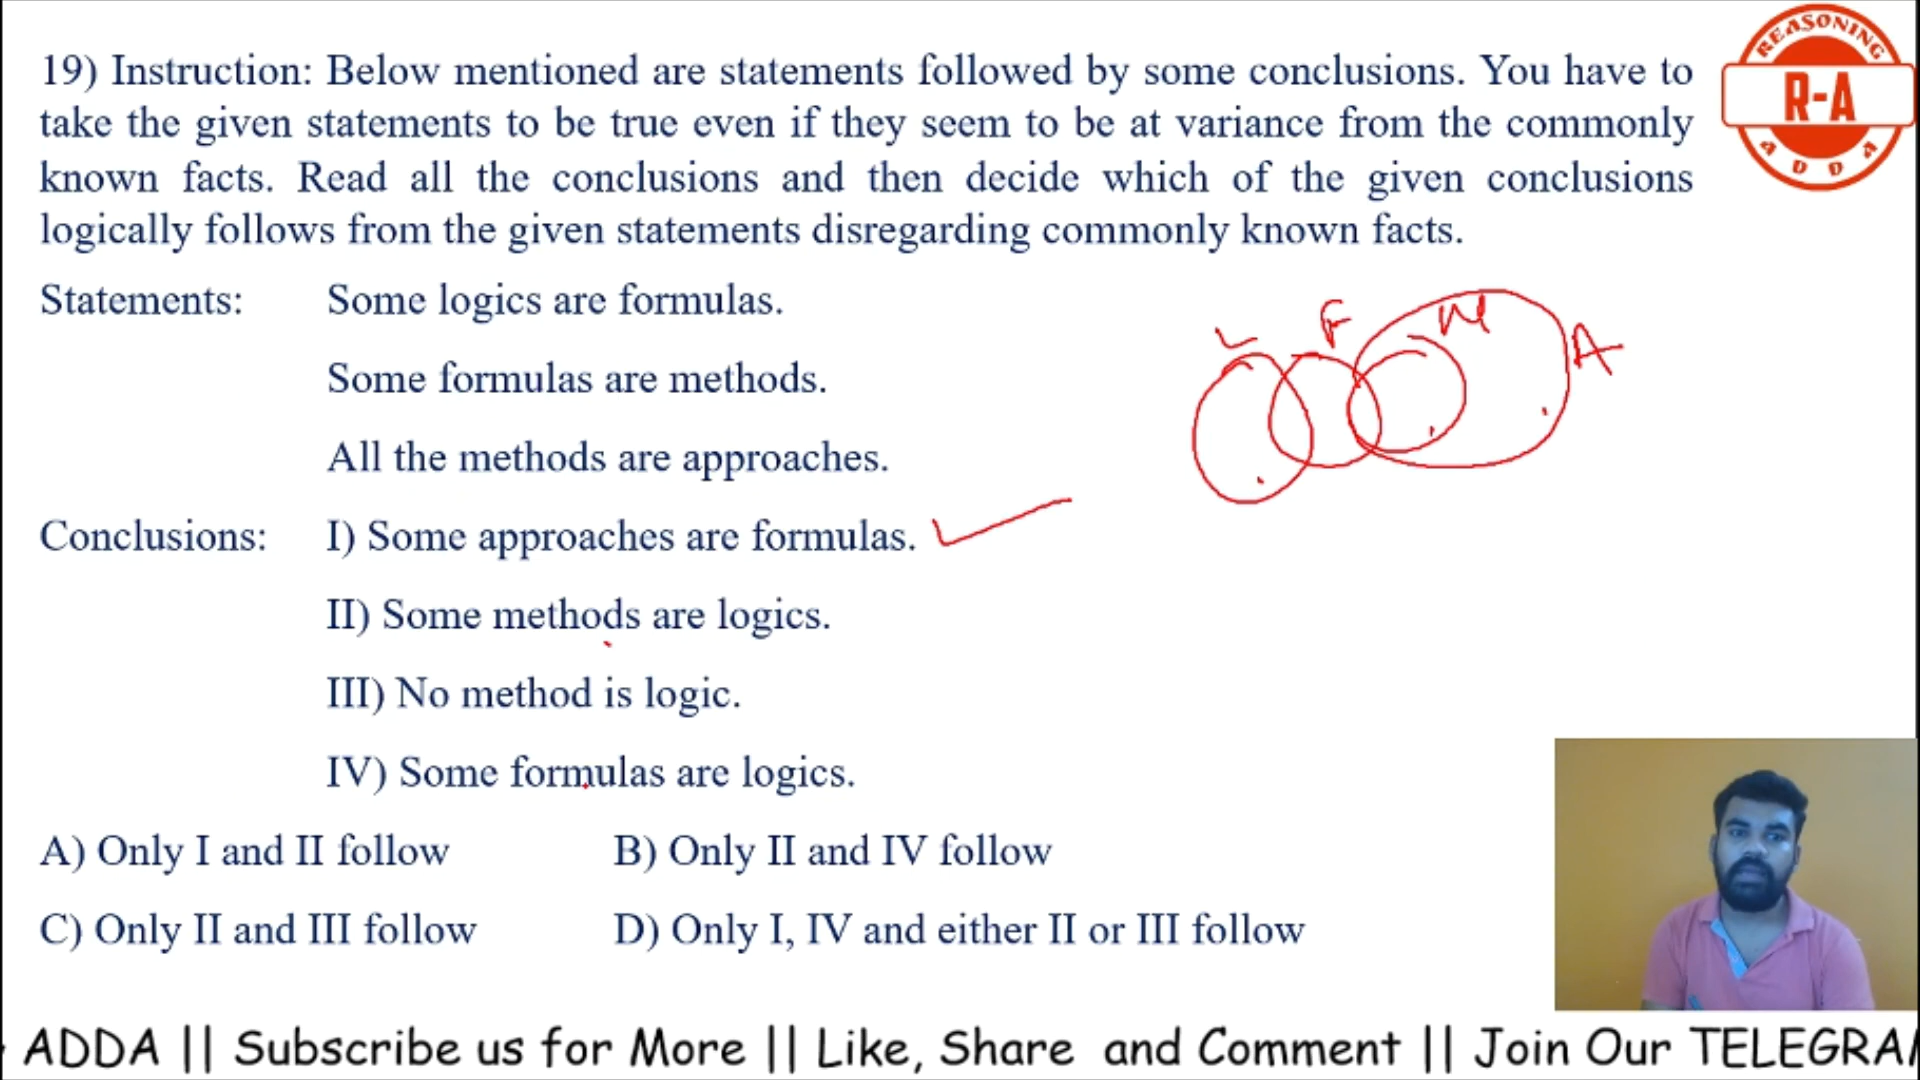 19) Instruction: Below mentioned are statements followed by some conclusions. You have to
take the given statements to be true even if they seem to be at variance from the commonly
known facts. Read all the conclusions and then decide which of the given conclusions
logically follows from the given statements disregarding commonly known facts.
REASONING
R-A
ADDA
Statements: Some logics are formulas.
L F M A
Some formulas are methods.
All the methods are approaches.
Conclusions: I) Some approaches are formulas.
II) Some methods are logics.
III) No method is logic.
IV) Some formulas are logics.
A) Only I and II follow B) Only II and IV follow
C) Only II and III follow D) Only I, IV and either II or III follow
ADDA || Subscribe us for More || Like, Share and Comment || Join Our TELEGRA